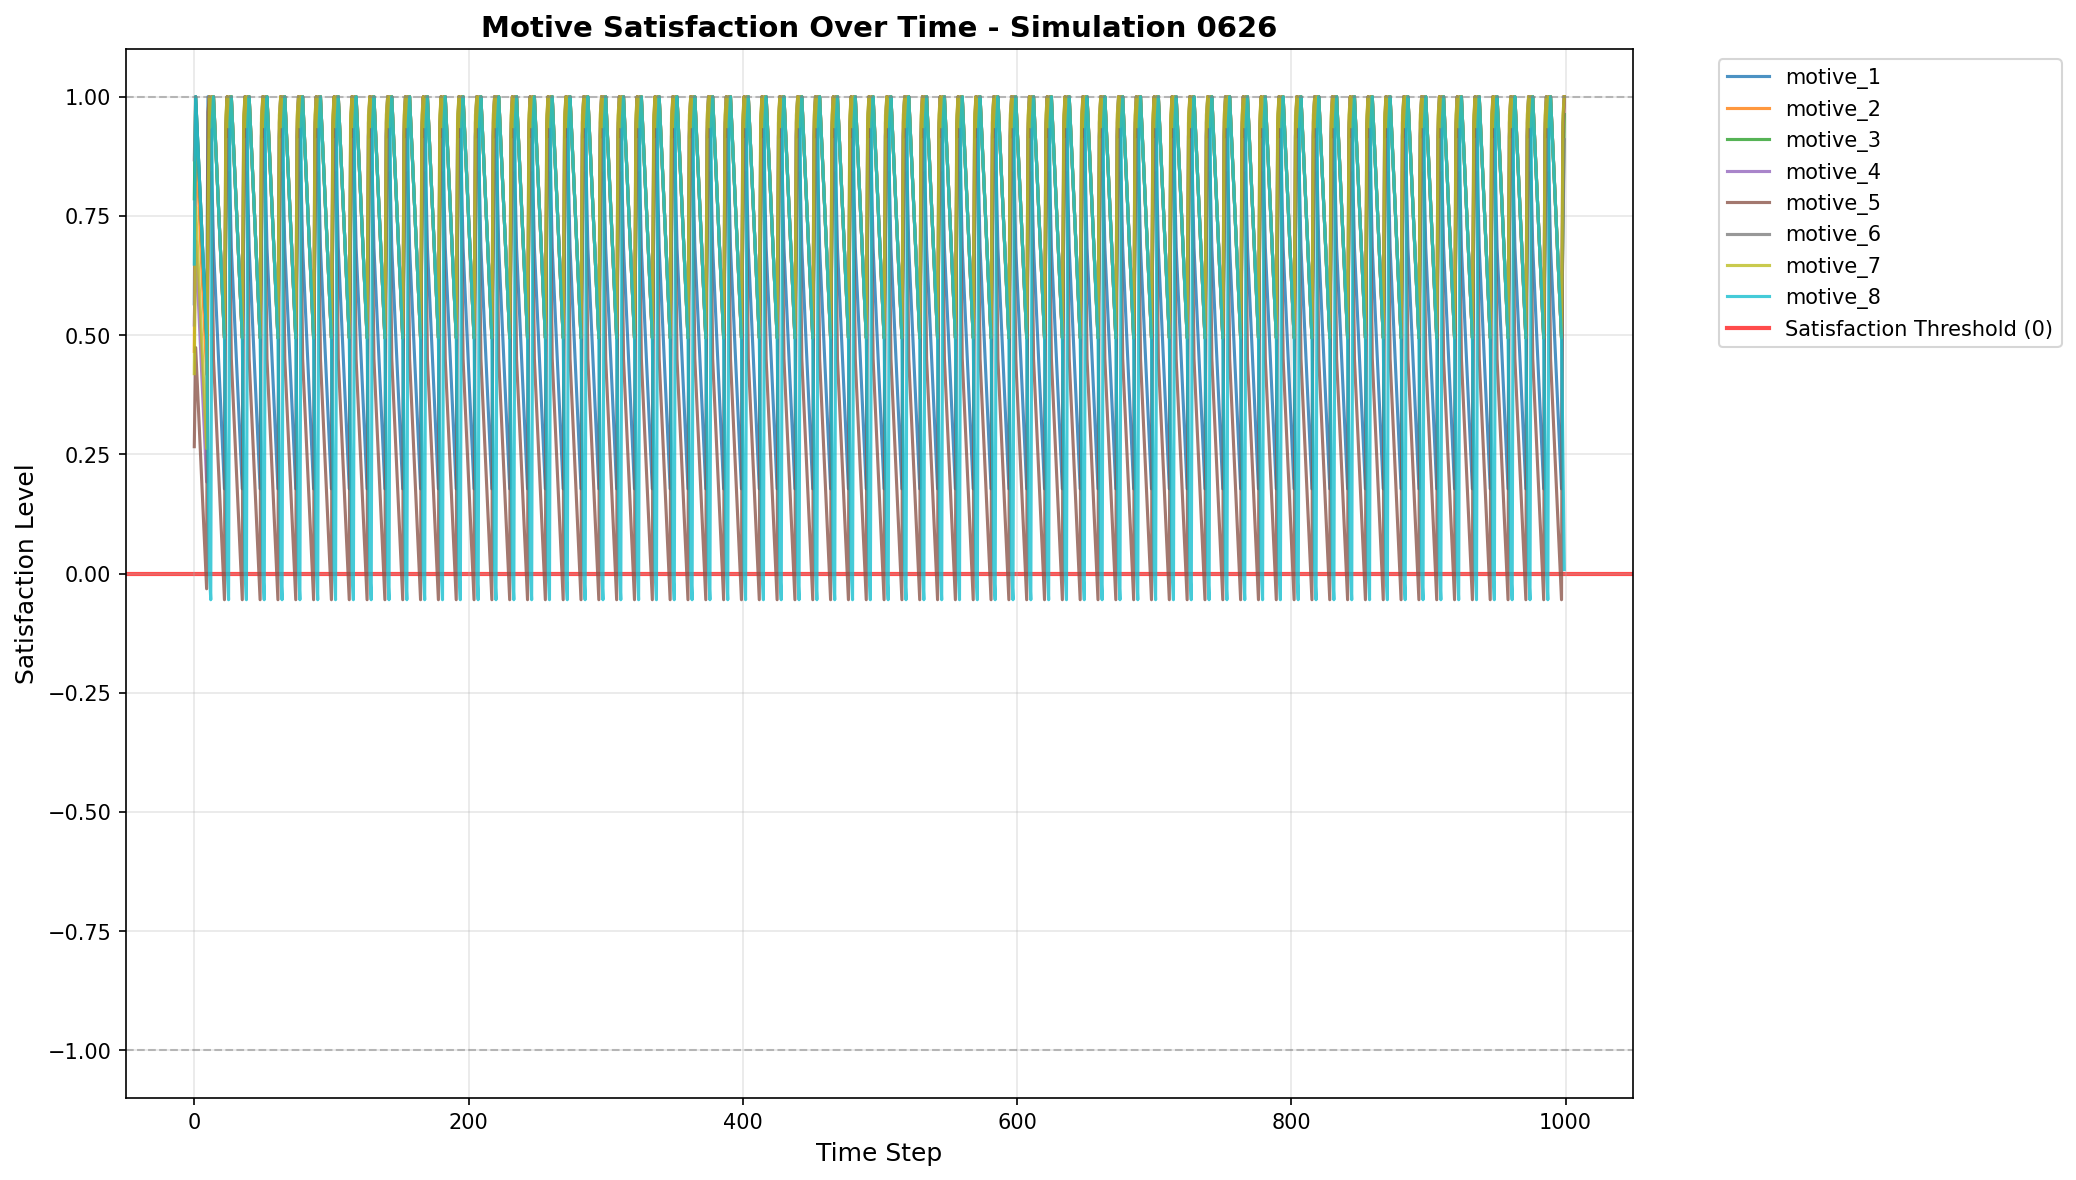 Motive Satisfaction Over Time - Simulation 0626
Satisfaction Level
1.00
0.75
0.50
0.25
0.00
−0.25
−0.50
−0.75
−1.00
0
200
400
600
800
1000
Time Step
motive_1
motive_2
motive_3
motive_4
motive_5
motive_6
motive_7
motive_8
Satisfaction Threshold (0)